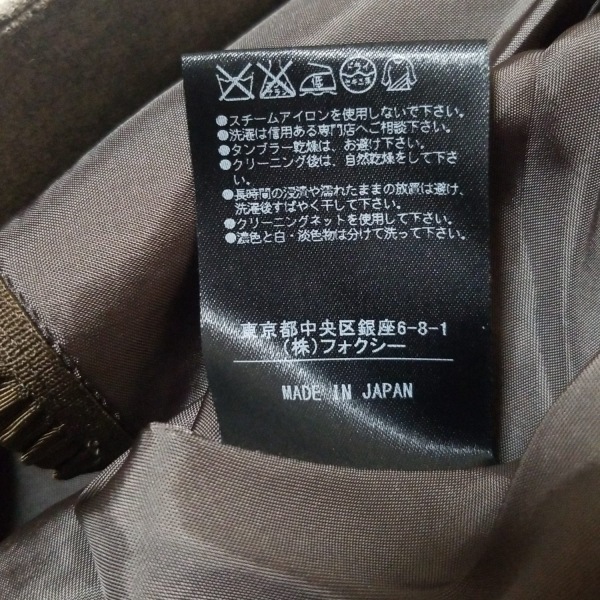 ●スチームアイロンを使用しないで下さい。
●洗濯は信用ある専門店へご相談下さい。
●タンブラー乾燥は、お避け下さい。
●クリーニング後は、自然乾燥をして下さい。
●長時間の浸漬や濡れたままの放置は避け、
洗濯後すばやく干して下さい。
●クリーニングネットを使用して下さい。
●濃色と白・淡色物は分けて洗って下さい。
東京都中央区銀座6-8-1
(株)フォクシー
MADE IN JAPAN